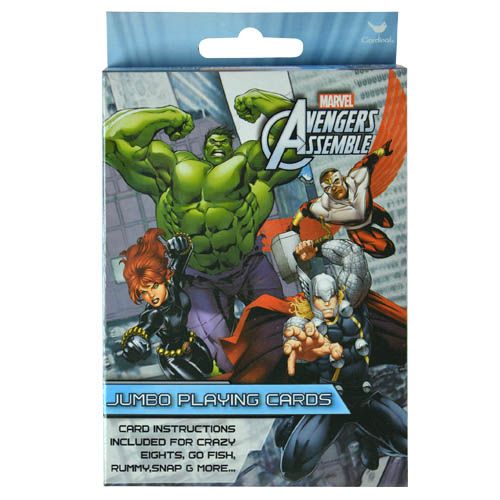 Cardinal.
MARVEL
AVENGERS
ASSEMBLE
JUMBO PLAYING CARDS
CARD INSTRUCTIONS
INCLUDED FOR CRAZY
EIGHTS, GO FISH,
RUMMY,SNAP & MORE...